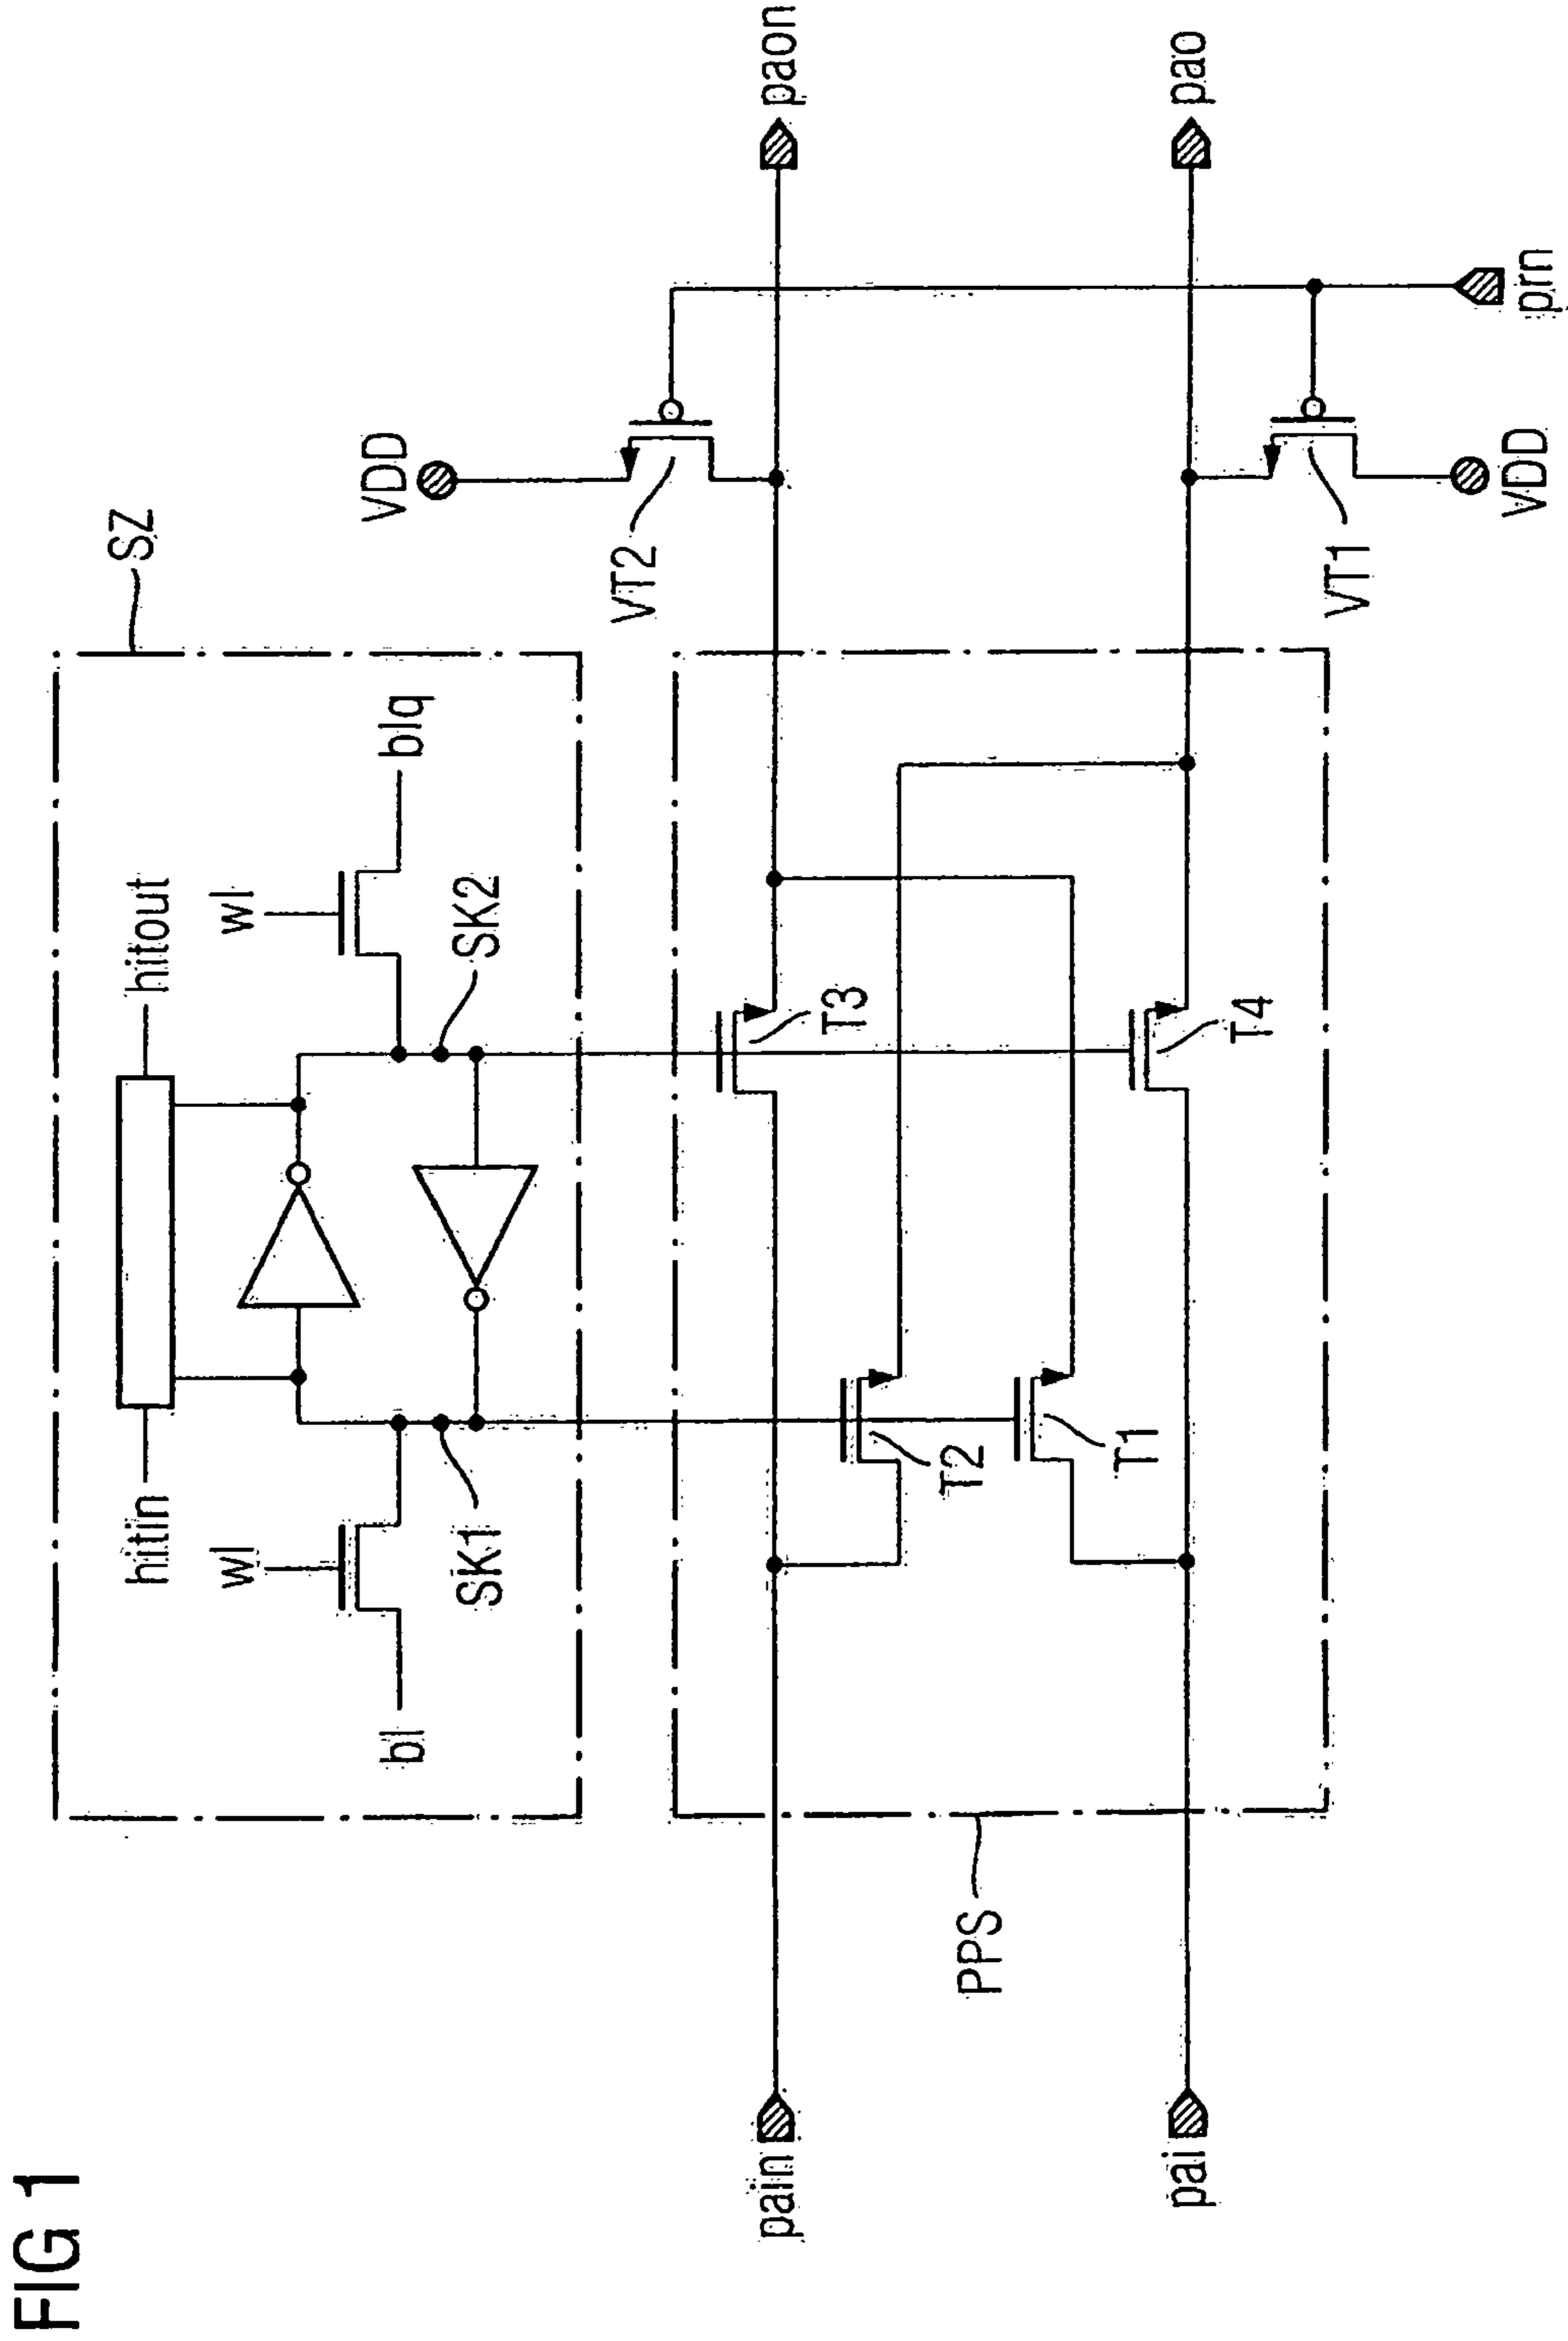 FIG 1
SZ
hitin
hitout
wl
wl
bl
blq
SK1
SK2
VDD
VT2
pain
paon
T3
T2
PPS
T1
T4
pai
pao
VT1
VDD
prn